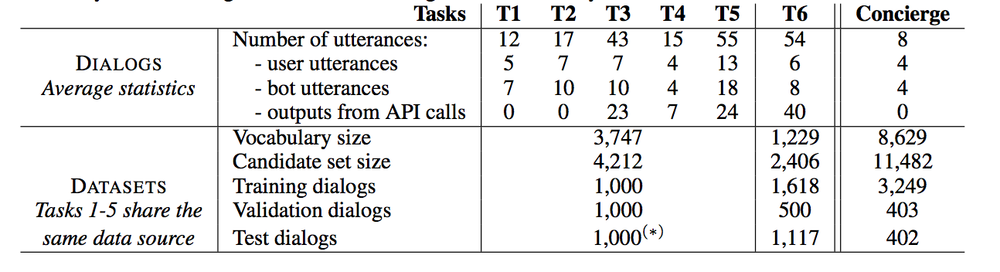 Tasks T1 T2 T3 T4 T5 T6 Concierge
Number of utterances: 12 17 43 15 55 54 8
DIALOGS - user utterances 5 7 7 4 13 6 4
Average statistics - bot utterances 7 10 10 4 18 8 4
- outputs from API calls 0 0 23 7 24 40 0
Vocabulary size 3,747 1,229 8,629
Candidate set size 4,212 2,406 11,482
DATASETS Training dialogs 1,000 1,618 3,249
Tasks 1-5 share the Validation dialogs 1,000 500 403
same data source Test dialogs 1,000(*) 1,117 402